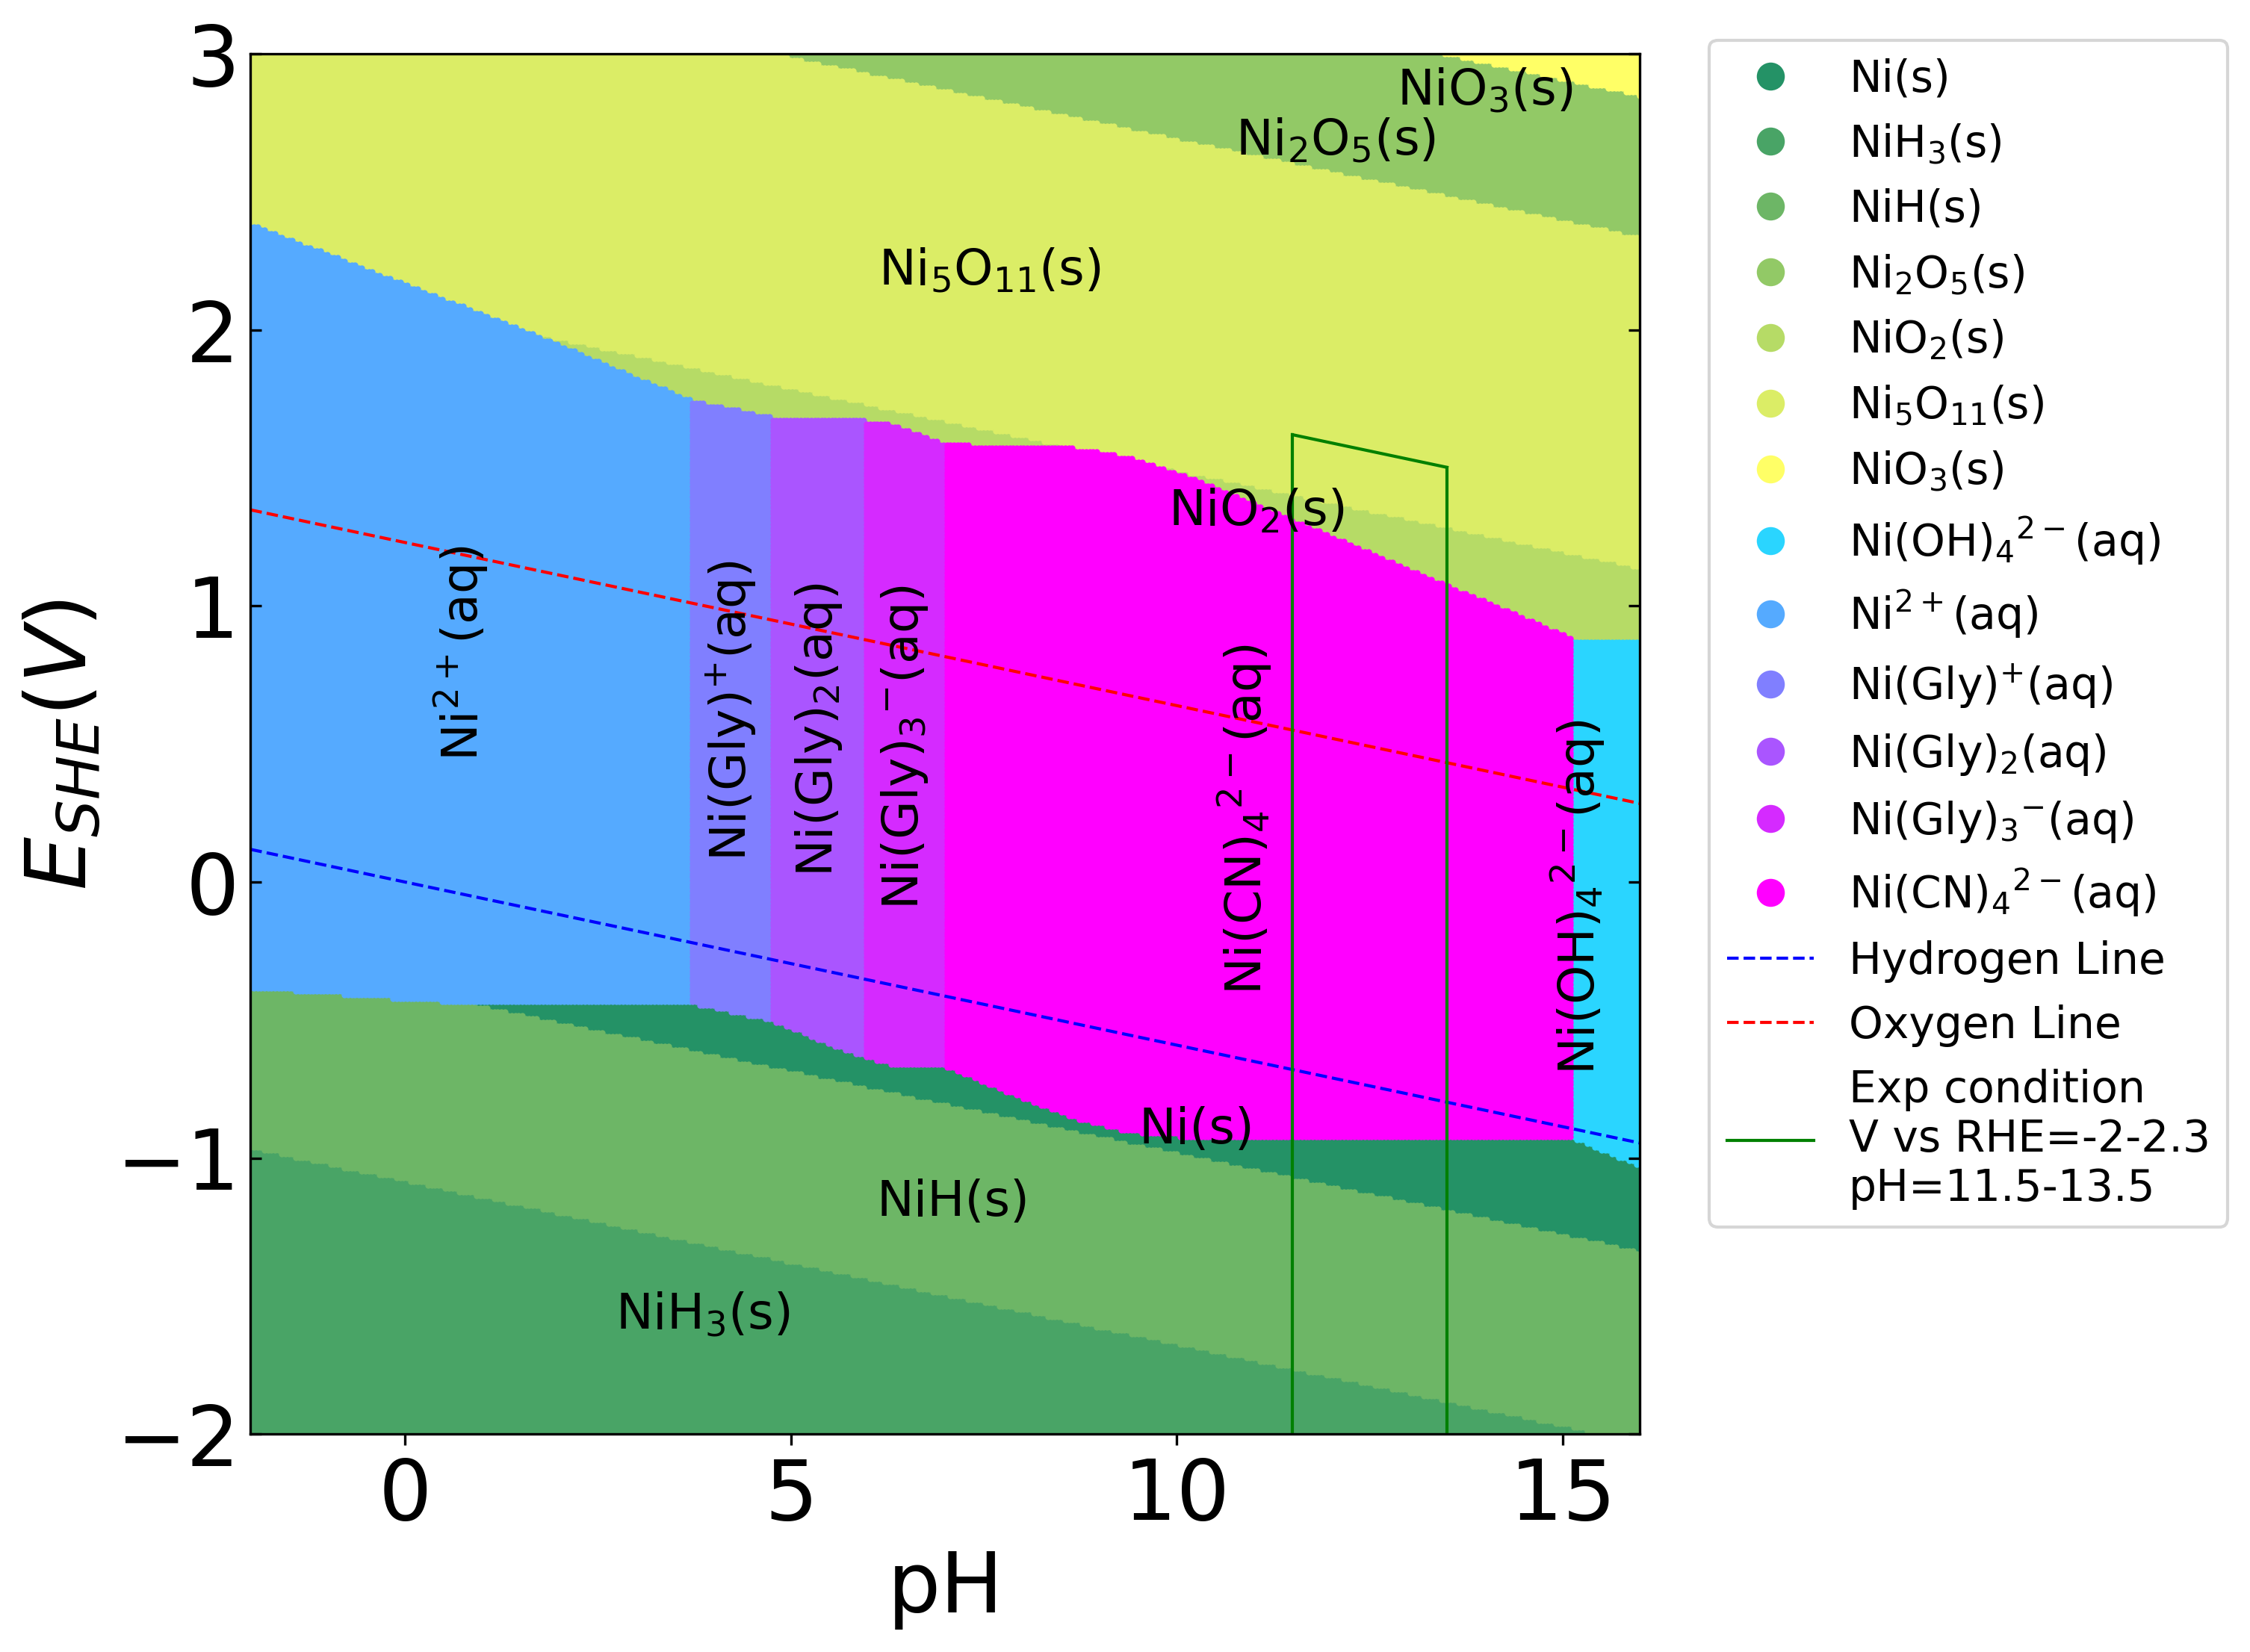 3
2
1
0
−1
−2
0 5 10 15
E_SHE(V)
pH
NiO₃(s)
Ni₂O₅(s)
Ni₅O₁₁(s)
NiO₂(s)
Ni²⁺(aq)
Ni(Gly)⁺(aq)
Ni(Gly)₂(aq)
Ni(Gly)₃⁻(aq)
Ni(CN)₄²⁻(aq)
Ni(OH)₄²⁻(aq)
Ni(s)
NiH(s)
NiH₃(s)
Ni(s)
NiH₃(s)
NiH(s)
Ni₂O₅(s)
NiO₂(s)
Ni₅O₁₁(s)
NiO₃(s)
Ni(OH)₄²⁻(aq)
Ni²⁺(aq)
Ni(Gly)⁺(aq)
Ni(Gly)₂(aq)
Ni(Gly)₃⁻(aq)
Ni(CN)₄²⁻(aq)
Hydrogen Line
Oxygen Line
Exp condition
V vs RHE=-2-2.3
pH=11.5-13.5